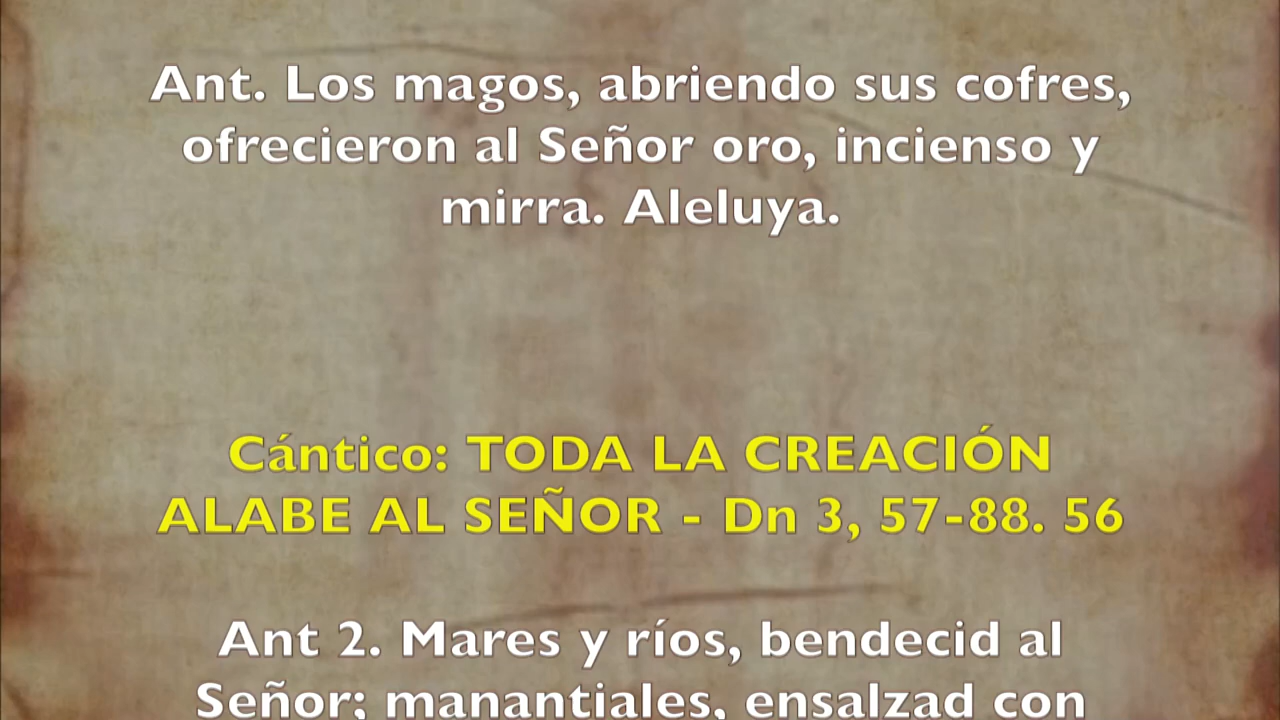 Ant. Los magos, abriendo sus cofres,
ofrecieron al Señor oro, incienso y
mirra. Aleluya.
Cántico: TODA LA CREACIÓN
ALABE AL SEÑOR - Dn 3, 57-88. 56
Ant 2. Mares y ríos, bendecid al
Señor; manantiales, ensalzad con